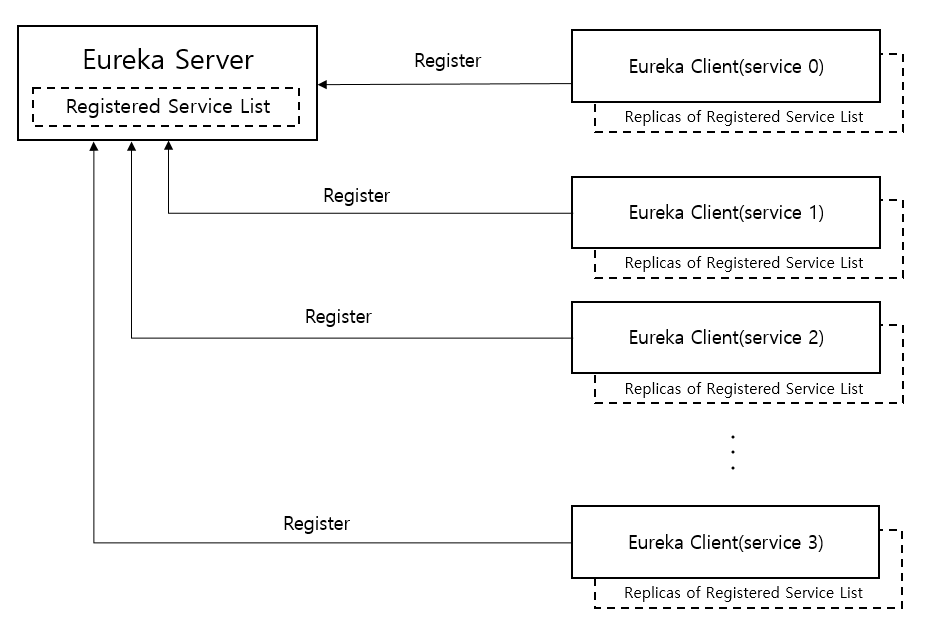 Eureka Server
Registered Service List
Register
Eureka Client(service 0)
Replicas of Registered Service List
Register
Eureka Client(service 1)
Replicas of Registered Service List
Register
Eureka Client(service 2)
Replicas of Registered Service List
Register
Eureka Client(service 3)
Replicas of Registered Service List